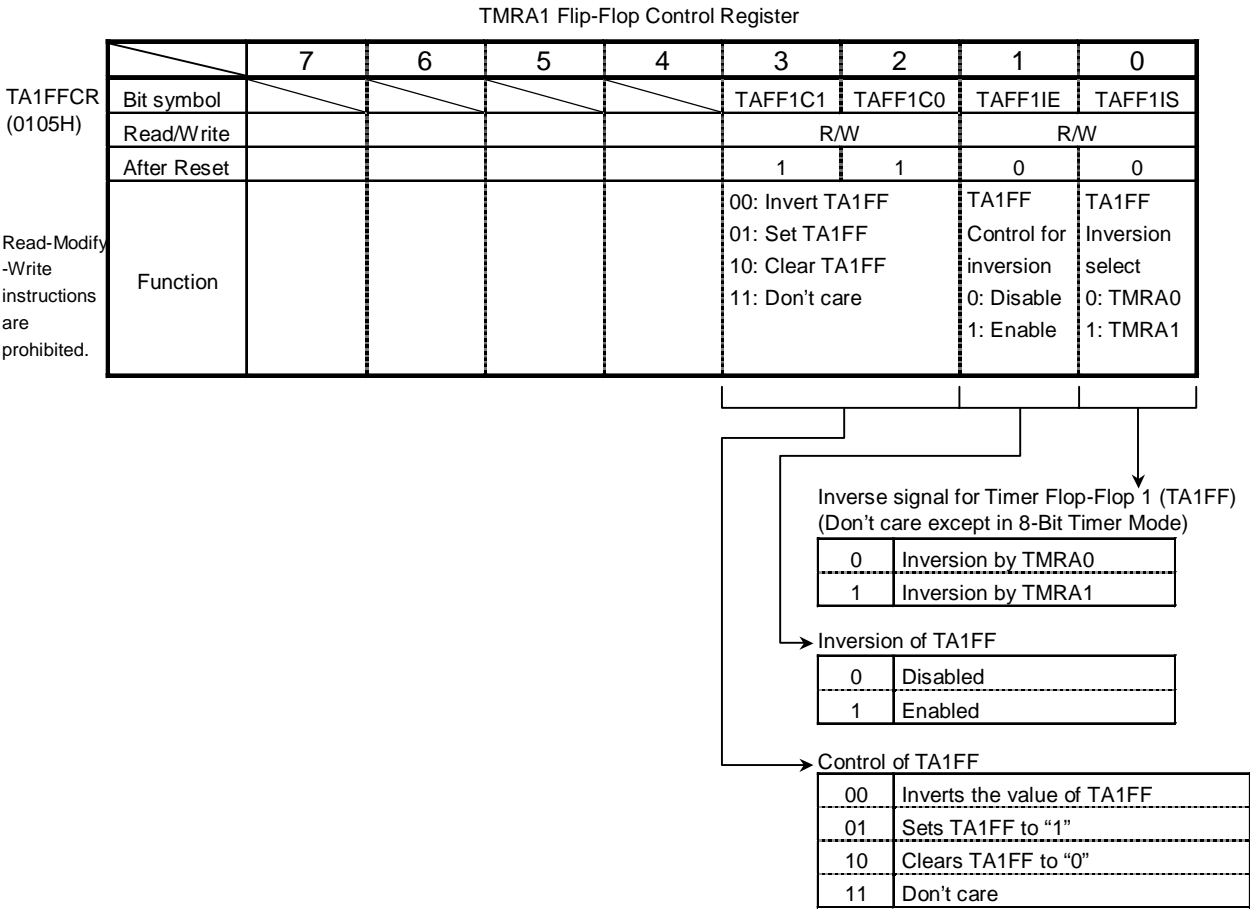 TMRA1 Flip-Flop Control Register
7 6 5 4 3 2 1 0
TA1FFCR
(0105H)
Bit symbol TAFF1C1 TAFF1C0 TAFF1IE TAFF1IS
Read/Write R/W R/W
After Reset 1 1 0 0
Read-Modify
-Write
instructions
are
prohibited.
Function
00: Invert TA1FF
01: Set TA1FF
10: Clear TA1FF
11: Don't care
TA1FF
Control for
inversion
0: Disable
1: Enable
TA1FF
Inversion
select
0: TMRA0
1: TMRA1
Inverse signal for Timer Flop-Flop 1 (TA1FF)
(Don't care except in 8-Bit Timer Mode)
0 Inversion by TMRA0
1 Inversion by TMRA1
Inversion of TA1FF
0 Disabled
1 Enabled
Control of TA1FF
00 Inverts the value of TA1FF
01 Sets TA1FF to “1”
10 Clears TA1FF to “0”
11 Don't care